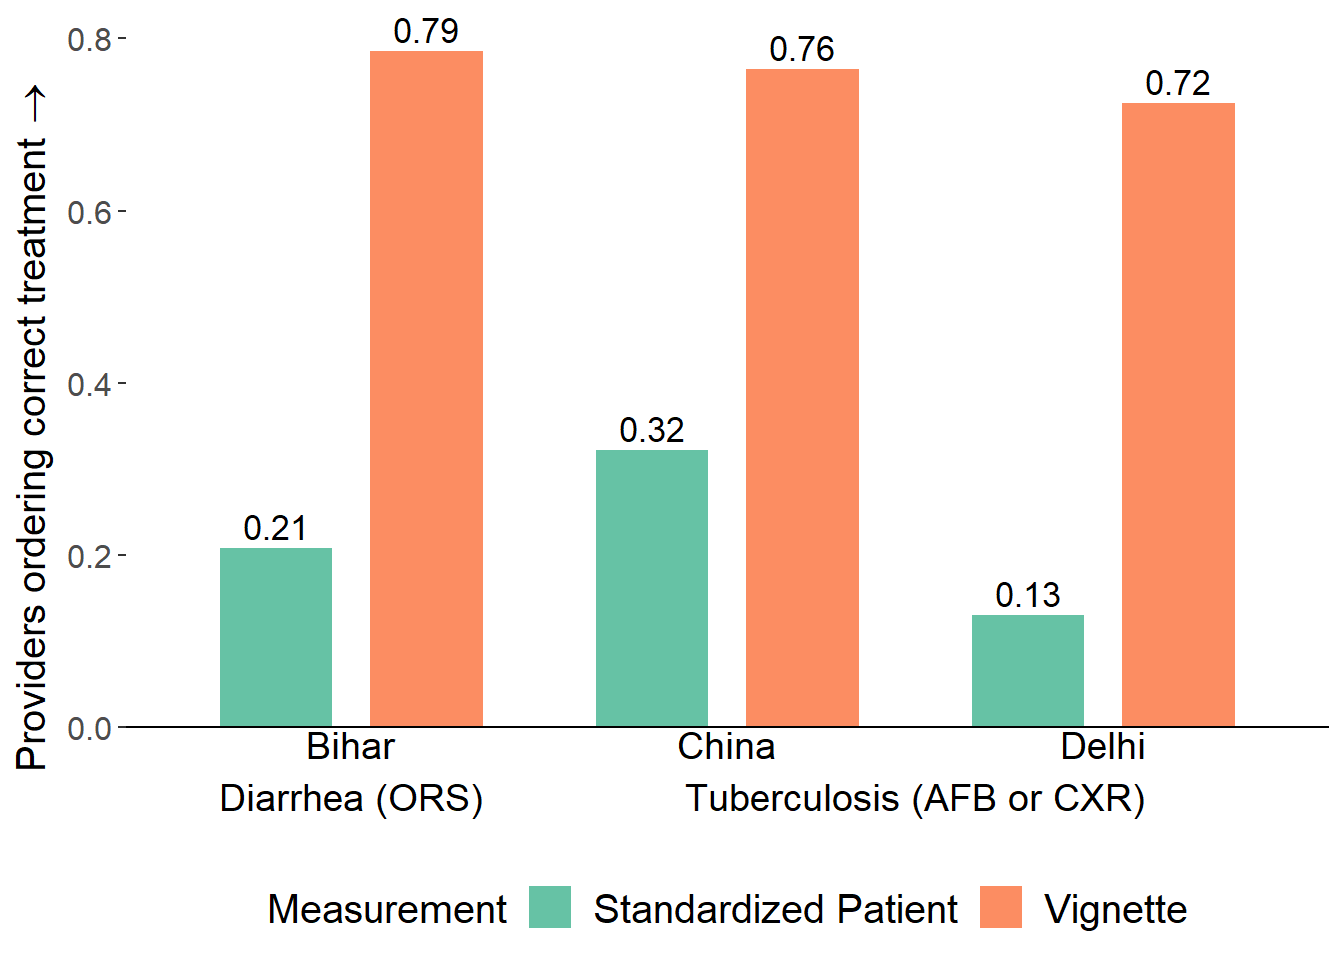 Providers ordering correct treatment →
0.8
0.6
0.4
0.2
0.0
0.21
0.79
0.32
0.76
0.13
0.72
Bihar
China
Delhi
Diarrhea (ORS)
Tuberculosis (AFB or CXR)
Measurement
Standardized Patient
Vignette